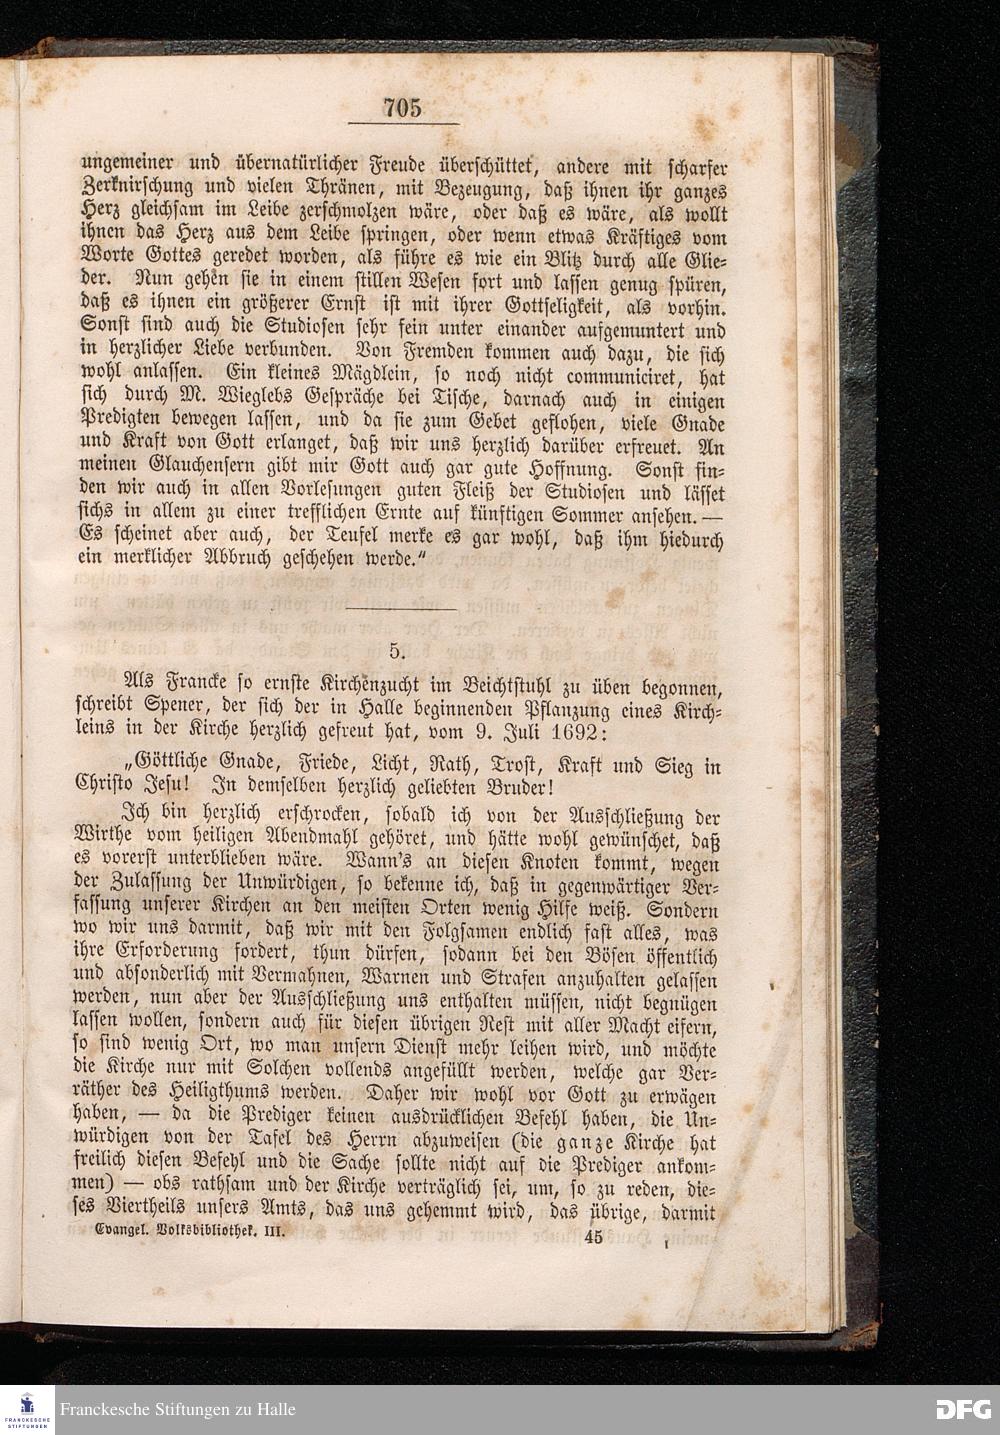 705
ungemeiner und übernatürlicher Freude überschüttet, andere mit scharfer
Zerknirschung und vielen Thränen, mit Bezeugung, daß ihnen ihr ganzes
Herz gleichsam im Leibe zerschmolzen wäre, oder daß es wäre, als wollt
ihnen das Herz aus dem Leibe springen, oder wenn etwas Kräftiges vom
Worte Gottes geredet worden, als führe es wie ein Blitz durch alle Glie-
der. Nun gehen sie in einem stillen Wesen fort und lassen genug spüren,
daß es ihnen ein größerer Ernst ist mit ihrer Gottseligkeit, als vorhin.
Sonst sind auch die Studiosen sehr fein unter einander aufgemuntert und
in herzlicher Liebe verbunden. Von Fremden kommen auch dazu, die sich
wohl anlassen. Ein kleines Mägdlein, so noch nicht communiciret, hat
sich durch M. Wieglebs Gespräche bei Tische, darnach auch in einigen
Predigten bewegen lassen, und da sie zum Gebet geflohen, viele Gnade
und Kraft von Gott erlanget, daß wir uns herzlich darüber erfreuet. An
meinen Glauchensern gibt mir Gott auch gar gute Hoffnung. Sonst fin-
den wir auch in allen Vorlesungen guten Fleiß der Studiosen und lässet
sichs in allem zu einer trefflichen Ernte auf künftigen Sommer ansehen. —
Es scheinet aber auch, der Teufel merke es gar wohl, daß ihm hiedurch
ein merklicher Abbruch geschehen werde.“
5.
Als Francke so ernste Kirchenzucht im Beichtstuhl zu üben begonnen,
schreibt Spener, der sich der in Halle beginnenden Pflanzung eines Kirch-
leins in der Kirche herzlich gefreut hat, vom 9. Juli 1692:
„Göttliche Gnade, Friede, Licht, Rath, Trost, Kraft und Sieg in
Christo Jesu! In demselben herzlich geliebten Bruder!
Ich bin herzlich erschrocken, sobald ich von der Ausschließung der
Wirthe vom heiligen Abendmahl gehöret, und hätte wohl gewünschet, daß
es vorerst unterblieben wäre. Wann's an diesen Knoten kommt, wegen
der Zulassung der Unwürdigen, so bekenne ich, daß in gegenwärtiger Ver-
fassung unserer Kirchen an den meisten Orten wenig Hilfe weiß. Sondern
wo wir uns darmit, daß wir mit den Folgsamen endlich fast alles, was
ihre Erforderung fordert, thun dürfen, sodann bei den Bösen öffentlich
und absonderlich mit Vermahnen, Warnen und Strafen anzuhalten gelassen
werden, nun aber der Ausschließung uns enthalten müssen, nicht begnügen
lassen wollen, sondern auch für diesen übrigen Rest mit aller Macht eifern,
so sind wenig Ort, wo man unsern Dienst mehr leihen wird, und möchte
die Kirche nur mit Solchen vollends angefüllt werden, welche gar Ver-
räther des Heiligthums werden. Daher wir wohl vor Gott zu erwägen
haben, — da die Prediger keinen ausdrücklichen Befehl haben, die Un-
würdigen von der Tafel des Herrn abzuweisen (die ganze Kirche hat
freilich diesen Befehl und die Sache sollte nicht auf die Prediger ankom-
men) — obs rathsam und der Kirche verträglich sei, um, so zu reden, die-
ses Viertheils unsers Amts, das uns gehemmt wird, das übrige, darmit
Evangel. Volksbibliothek. III. 45
FRANCKESCHE
STIFTUNGEN
Franckesche Stiftungen zu Halle
DFG